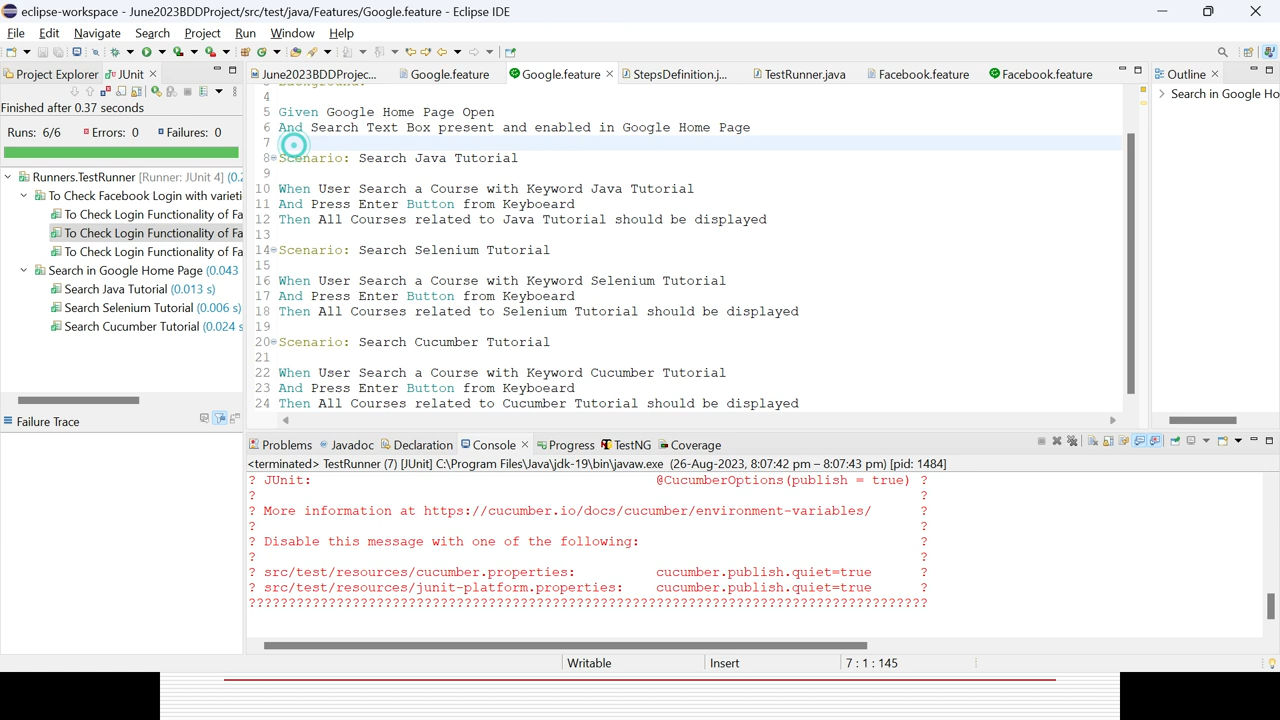 eclipse-workspace - June2023BDDProject/src/test/java/Features/Google.feature - Eclipse IDE
File Edit Navigate Search Project Run Window Help
Project Explorer JUnit June2023BDDProjec... Google.feature Google.feature StepsDefinition.j... TestRunner.java Facebook.feature Facebook.feature Outline
Finished after 0.37 seconds
Runs: 6/6 Errors: 0 Failures: 0
Runners.TestRunner [Runner: JUnit 4] (0.2
To Check Facebook Login with varieti
To Check Login Functionality of Fa
To Check Login Functionality of Fa
To Check Login Functionality of Fa
Search in Google Home Page (0.043
Search Java Tutorial (0.013 s)
Search Selenium Tutorial (0.006 s)
Search Cucumber Tutorial (0.024 s
Failure Trace
4
5 Given Google Home Page Open
6 And Search Text Box present and enabled in Google Home Page
7
8 Scenario: Search Java Tutorial
9
10 When User Search a Course with Keyword Java Tutorial
11 And Press Enter Button from Keyboeard
12 Then All Courses related to Java Tutorial should be displayed
13
14 Scenario: Search Selenium Tutorial
15
16 When User Search a Course with Keyword Selenium Tutorial
17 And Press Enter Button from Keyboeard
18 Then All Courses related to Selenium Tutorial should be displayed
19
20 Scenario: Search Cucumber Tutorial
21
22 When User Search a Course with Keyword Cucumber Tutorial
23 And Press Enter Button from Keyboeard
24 Then All Courses related to Cucumber Tutorial should be displayed
Search in Google Ho
Problems Javadoc Declaration Console Progress TestNG Coverage
<terminated> TestRunner (7) [JUnit] C:\Program Files\Java\jdk-19\bin\javaw.exe (26-Aug-2023, 8:07:42 pm – 8:07:43 pm) [pid: 1484]
? JUnit: @CucumberOptions(publish = true) ?
? ?
? More information at https://cucumber.io/docs/cucumber/environment-variables/ ?
? ?
? Disable this message with one of the following: ?
? ?
? src/test/resources/cucumber.properties: cucumber.publish.quiet=true ?
? src/test/resources/junit-platform.properties: cucumber.publish.quiet=true ?
?????????????????????????????????????????????????????????????????????????????????????
Writable Insert 7 : 1 : 145